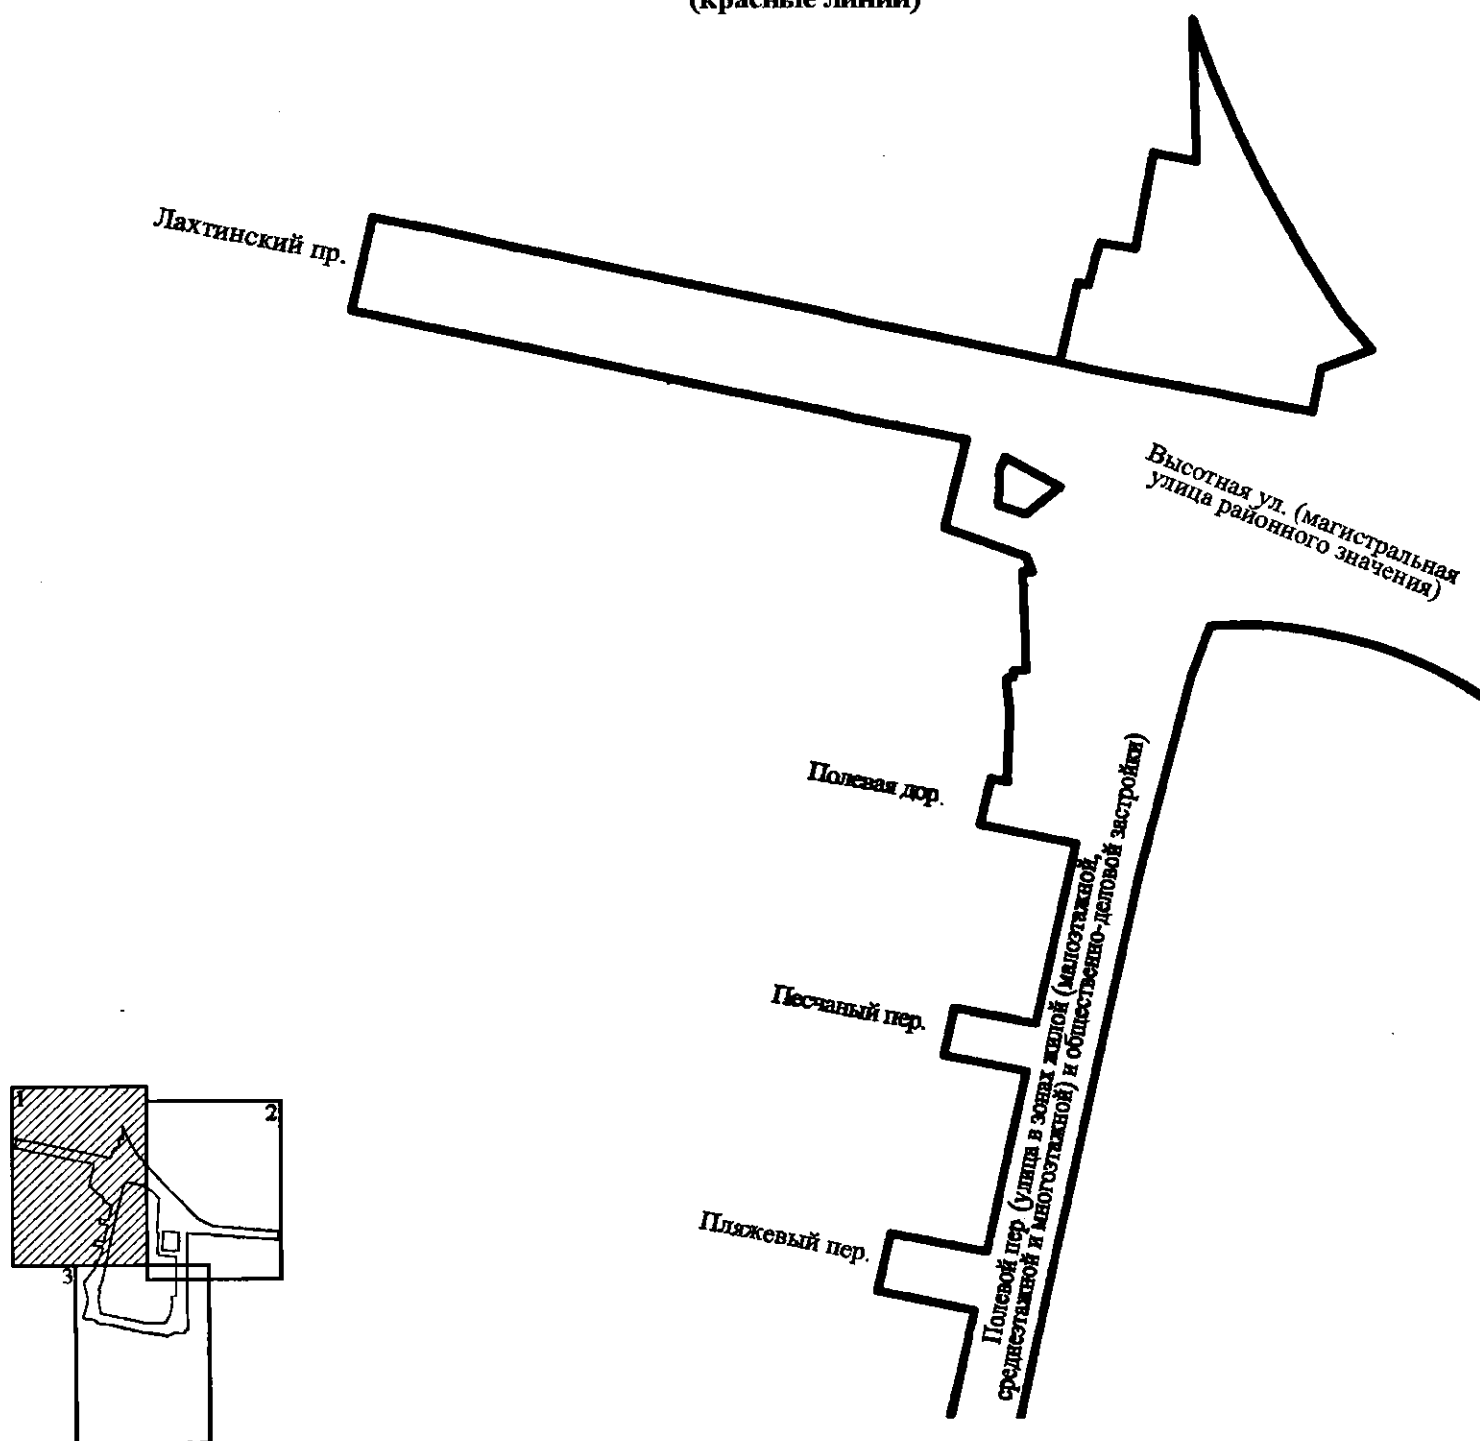 (красные линии)
Лахтинский пр.
Высотная ул. (магистральная
улица районного значения)
Полевая дор.
Песчаный пер.
Пляжевый пер.
Полевой пер. (улица в зонах жилой (малоэтажной,
среднеэтажной и многоэтажной) и общественно-деловой застройки)
1
2
3